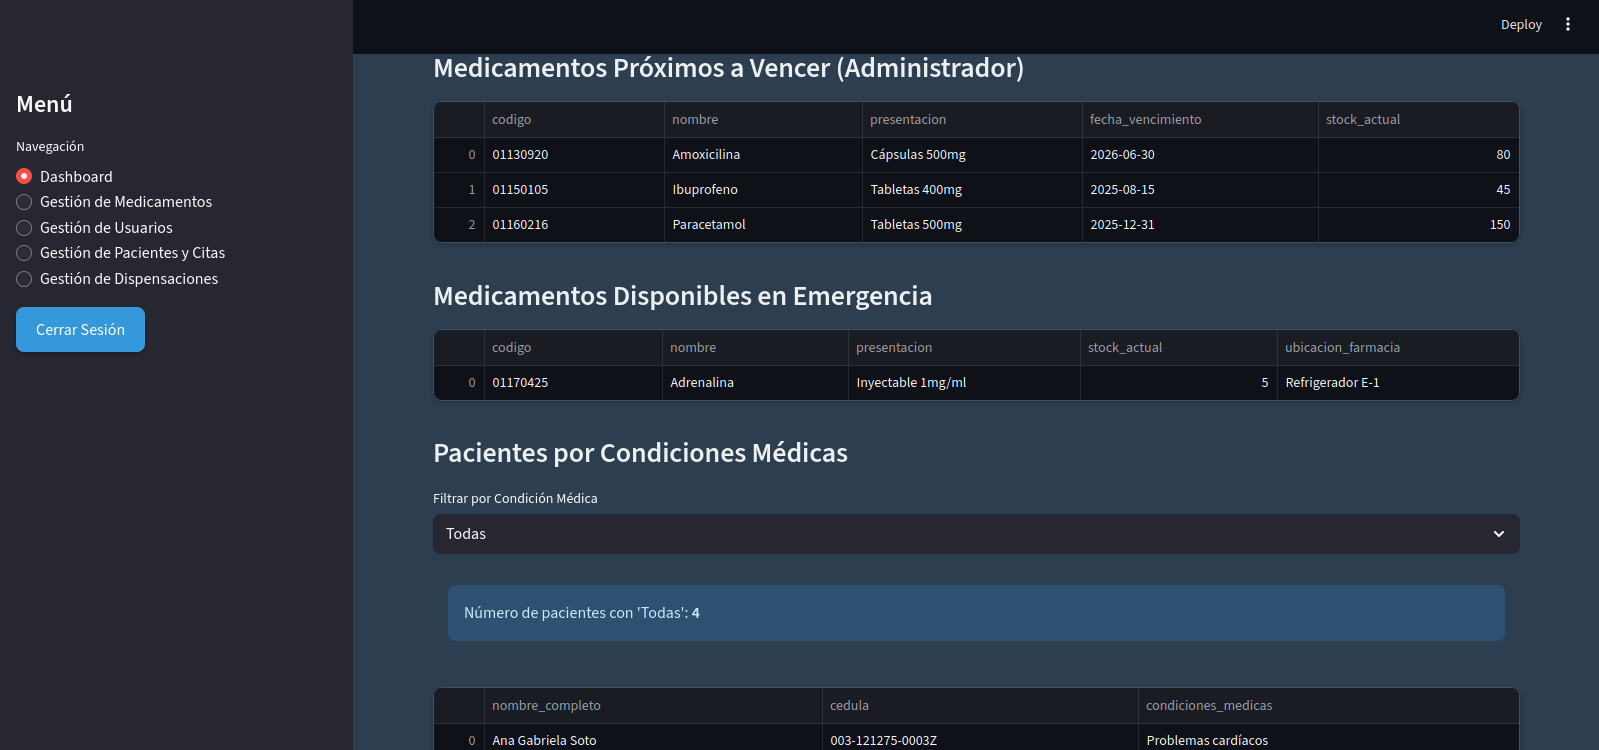 Deploy
Menú
Navegación
Dashboard
Gestión de Medicamentos
Gestión de Usuarios
Gestión de Pacientes y Citas
Gestión de Dispensaciones
Cerrar Sesión
Medicamentos Próximos a Vencer (Administrador)
codigo nombre presentacion fecha_vencimiento stock_actual
0 01130920 Amoxicilina Cápsulas 500mg 2026-06-30 80
1 01150105 Ibuprofeno Tabletas 400mg 2025-08-15 45
2 01160216 Paracetamol Tabletas 500mg 2025-12-31 150
Medicamentos Disponibles en Emergencia
codigo nombre presentacion stock_actual ubicacion_farmacia
0 01170425 Adrenalina Inyectable 1mg/ml 5 Refrigerador E-1
Pacientes por Condiciones Médicas
Filtrar por Condición Médica
Todas
Número de pacientes con 'Todas': 4
nombre_completo cedula condiciones_medicas
0 Ana Gabriela Soto 003-121275-0003Z Problemas cardíacos